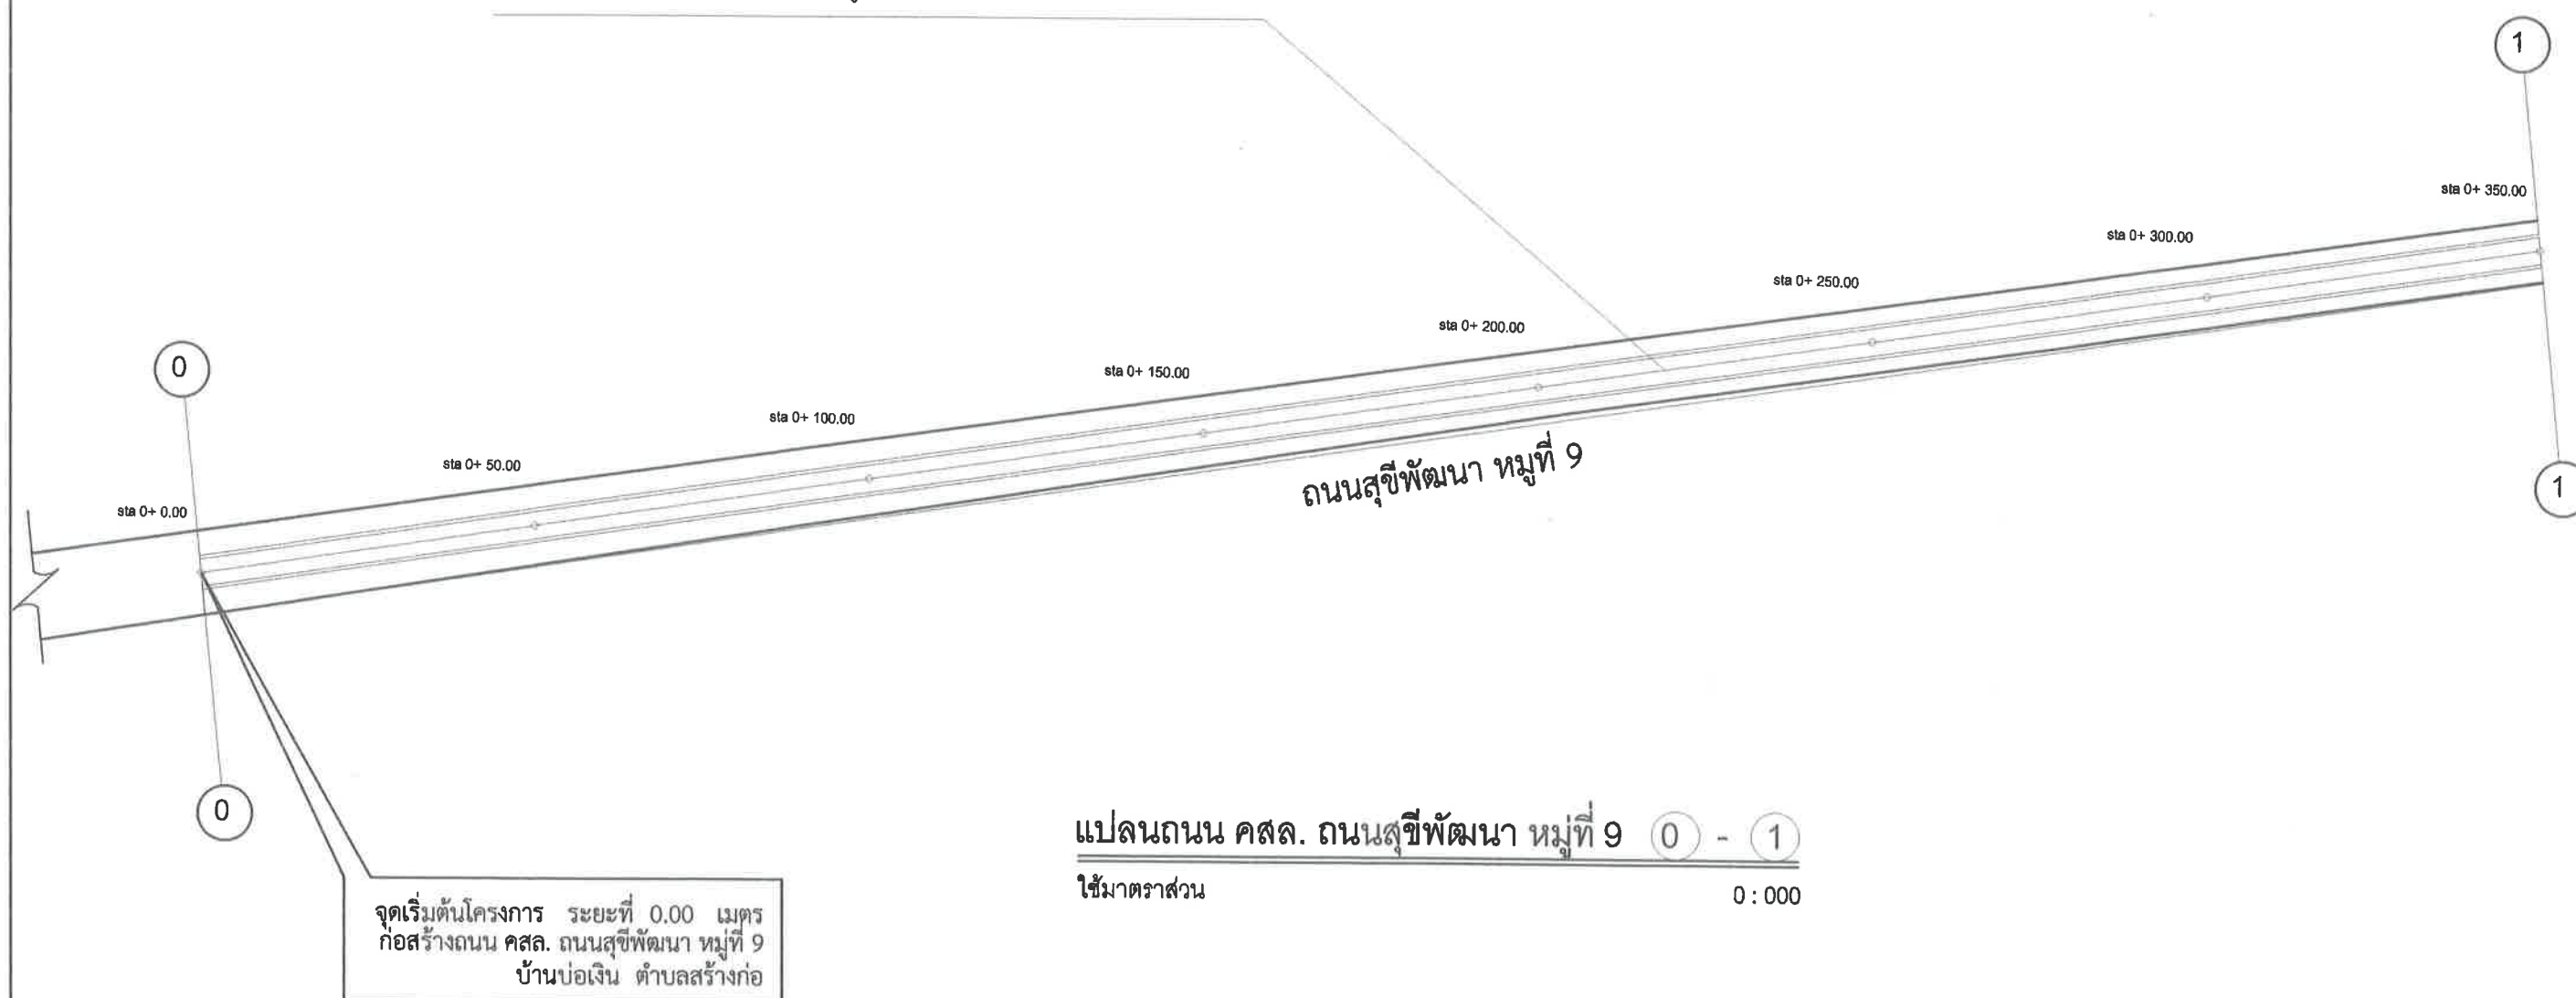 1
sta 0+ 350.00
sta 0+ 300.00
sta 0+ 250.00
sta 0+ 200.00
0
sta 0+ 150.00
sta 0+ 100.00
sta 0+ 50.00
sta 0+ 0.00
ถนนสุขีพัฒนา หมู่ที่ 9
1
0
แปลนถนน คสล. ถนนสุขีพัฒนา หมู่ที่ 9 0 - 1
ใช้มาตราส่วน 0 : 000
จุดเริ่มต้นโครงการ ระยะที่ 0.00 เมตร
ก่อสร้างถนน คสล. ถนนสุขีพัฒนา หมู่ที่ 9
บ้านบ่อเงิน ตำบลสร้างก่อ